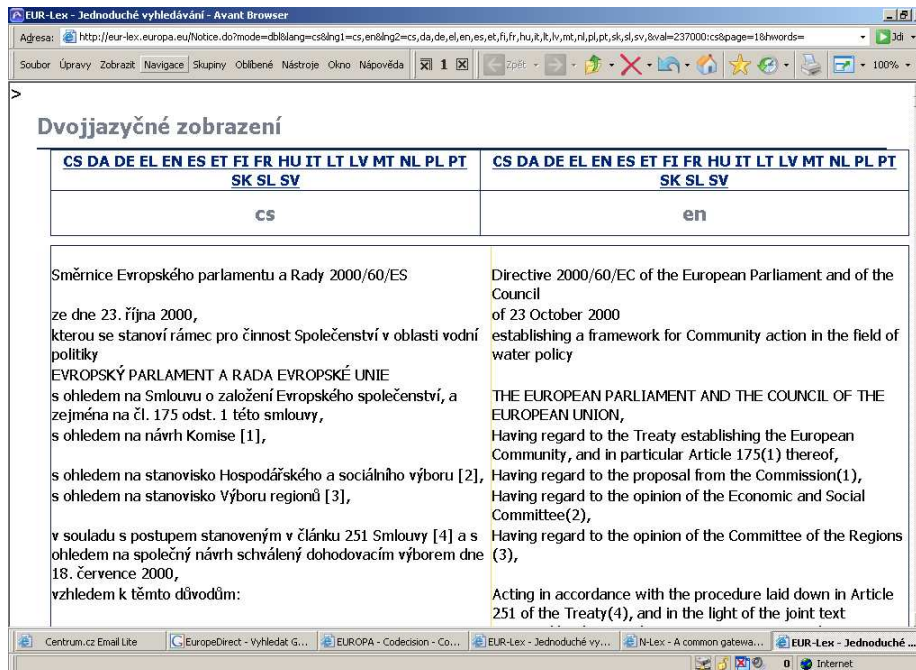 EUR-Lex - Jednoduché vyhledávání - Avant Browser
Adresa: http://eur-lex.europa.eu/Notice.do?mode=dbl&lang=cs&lng1=cs,en&lng2=cs,da,de,el,en,es,et,fi,fr,hu,it,lt,lv,mt,nl,pl,pt,sk,sl,sv,&val=237000:cs&page=1&hwords= Jdi
Soubor Úpravy Zobrazit Navigace Skupiny Oblíbené Nástroje Okno Nápověda 1 Zpět 100%
>
Dvojjazyčné zobrazení
CS DA DE EL EN ES ET FI FR HU IT LT LV MT NL PL PT
SK SL SV
CS DA DE EL EN ES ET FI FR HU IT LT LV MT NL PL PT
SK SL SV
cs
en
Směrnice Evropského parlamentu a Rady 2000/60/ES
ze dne 23. října 2000,
kterou se stanoví rámec pro činnost Společenství v oblasti vodní
politiky
EVROPSKÝ PARLAMENT A RADA EVROPSKÉ UNIE
s ohledem na Smlouvu o založení Evropského společenství, a
zejména na čl. 175 odst. 1 této smlouvy,
s ohledem na návrh Komise [1],
s ohledem na stanovisko Hospodářského a sociálního výboru [2],
s ohledem na stanovisko Výboru regionů [3],
v souladu s postupem stanoveným v článku 251 Smlouvy [4] a s
ohledem na společný návrh schválený dohodovacím výborem dne
18. července 2000,
vzhledem k těmto důvodům:
Directive 2000/60/EC of the European Parliament and of the
Council
of 23 October 2000
establishing a framework for Community action in the field of
water policy
THE EUROPEAN PARLIAMENT AND THE COUNCIL OF THE
EUROPEAN UNION,
Having regard to the Treaty establishing the European
Community, and in particular Article 175(1) thereof,
Having regard to the proposal from the Commission(1),
Having regard to the opinion of the Economic and Social
Committee(2),
Having regard to the opinion of the Committee of the Regions
(3),
Acting in accordance with the procedure laid down in Article
251 of the Treaty(4), and in the light of the joint text
Centrum.cz Email Lite EuropeDirect - Vyhledat G... EUROPA - Codecision - Co... EUR-Lex - Jednoduché vy... N-Lex - A common gatewa... EUR-Lex - Jednoduché ...
0 Internet